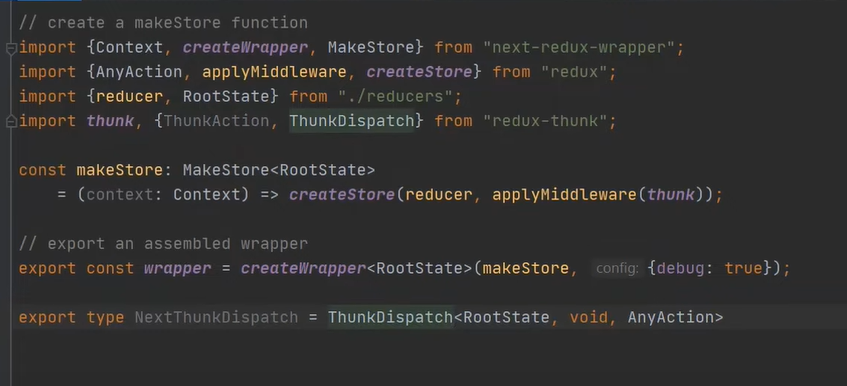 // create a makeStore function
import {Context, createWrapper, MakeStore} from "next-redux-wrapper";
import {AnyAction, applyMiddleware, createStore} from "redux";
import {reducer, RootState} from "./reducers";
import thunk, {ThunkAction, ThunkDispatch} from "redux-thunk";
const makeStore: MakeStore<RootState>
= (context: Context) => createStore(reducer, applyMiddleware(thunk));
// export an assembled wrapper
export const wrapper = createWrapper<RootState>(makeStore, config: {debug: true});
export type NextThunkDispatch = ThunkDispatch<RootState, void, AnyAction>